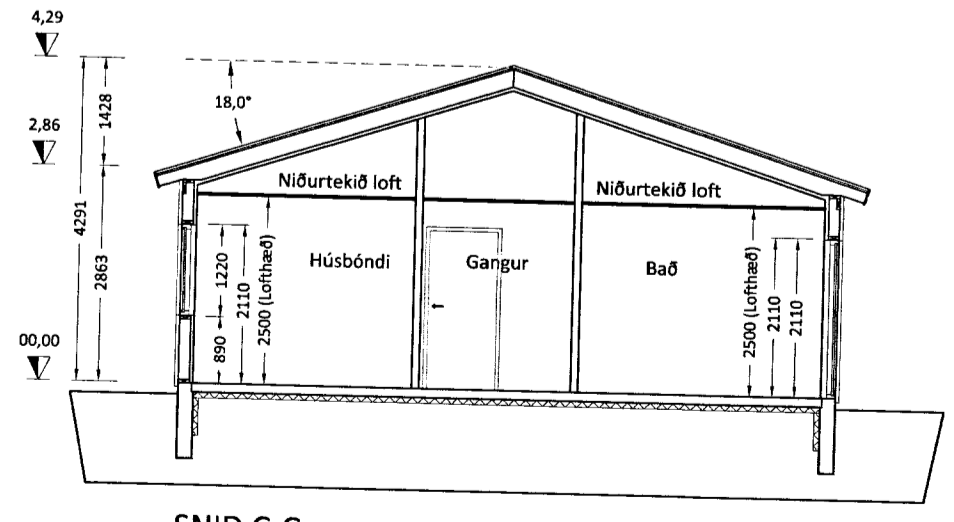 4,29
18,0°
1428
2,86
Niðurtekið loft
Niðurtekið loft
4291
2863
1220
2110
2500 (Lofthæð)
Húsbóndi
Gangur
Bað
2500 (Lofthæð)
2110
2110
00,00
890